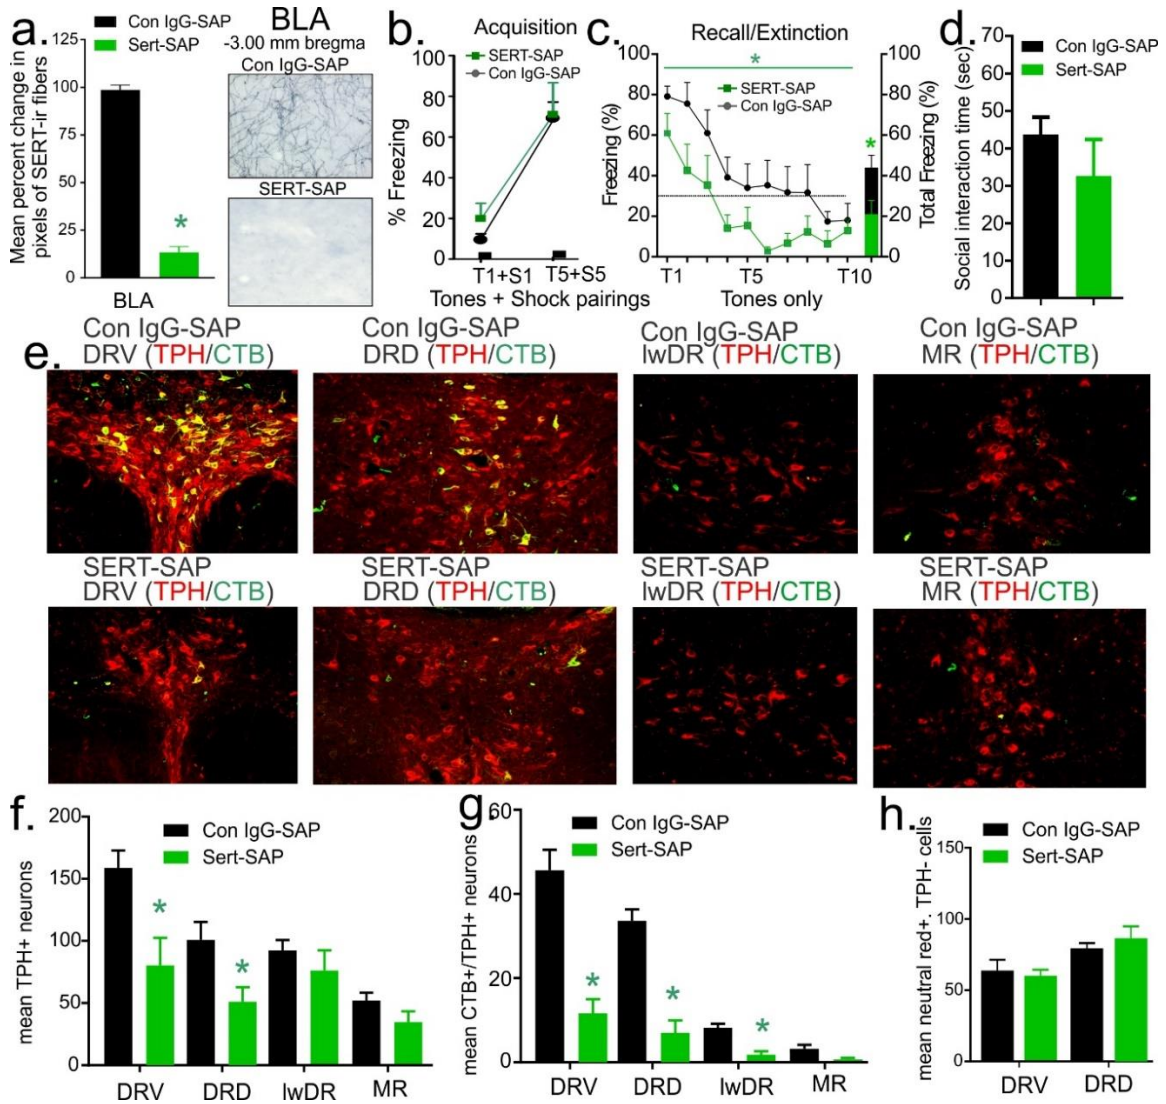 a.
Con IgG-SAP
Sert-SAP
Mean percent change in
pixels of SERT-ir fibers
125
100
75
50
25
0
BLA
BLA
-3.00 mm bregma
Con IgG-SAP
SERT-SAP
b.
Acquisition
SERT-SAP
Con IgG-SAP
% Freezing
100
80
60
40
20
0
T1+S1
T5+S5
Tones + Shock pairings
c.
Recall/Extinction
*
SERT-SAP
Con IgG-SAP
Freezing (%)
100
80
60
40
20
0
T1
T5
T10
Tones only
Total Freezing (%)
100
80
60
40
20
0
*
d.
Con IgG-SAP
Sert-SAP
Social interaction time (sec)
70
60
50
40
30
20
10
0
e.
Con IgG-SAP
DRV (TPH/CTB)
Con IgG-SAP
DRD (TPH/CTB)
Con IgG-SAP
lwDR (TPH/CTB)
Con IgG-SAP
MR (TPH/CTB)
SERT-SAP
DRV (TPH/CTB)
SERT-SAP
DRD (TPH/CTB)
SERT-SAP
lwDR (TPH/CTB)
SERT-SAP
MR (TPH/CTB)
f.
Con IgG-SAP
Sert-SAP
mean TPH+ neurons
200
150
100
50
0
* *
DRV DRD lwDR MR
g.
Con IgG-SAP
Sert-SAP
mean CTB+/TPH+ neurons
60
40
20
0
* * *
DRV DRD lwDR MR
h.
Con IgG-SAP
Sert-SAP
mean neutral red+. TPH- cells
150
100
50
0
DRV DRD